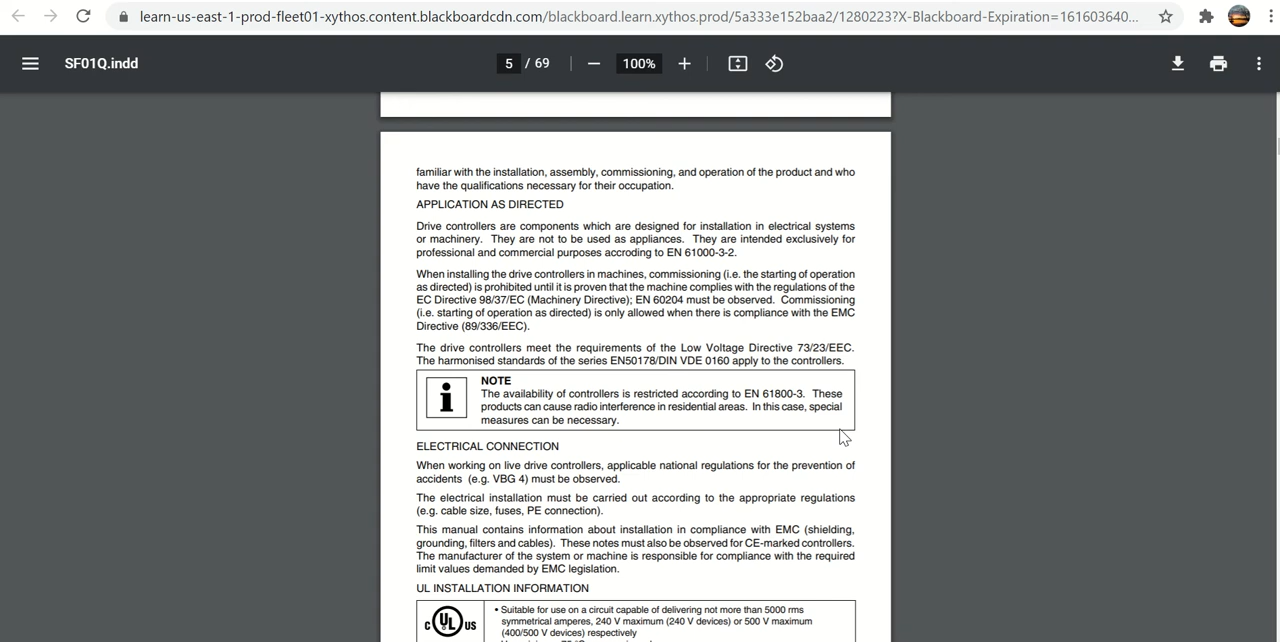 learn-us-east-1-prod-fleet01-xythos.content.blackboardcdn.com/blackboard.learn.xythos.prod/5a333e152baa2/1280223?X-Blackboard-Expiration=161603640...
SF01Q.indd
5 / 69
100%
familiar with the installation, assembly, commissioning, and operation of the product and who
have the qualifications necessary for their occupation.
APPLICATION AS DIRECTED
Drive controllers are components which are designed for installation in electrical systems
or machinery. They are not to be used as appliances. They are intended exclusively for
professional and commercial purposes accroding to EN 61000-3-2.
When installing the drive controllers in machines, commissioning (i.e. the starting of operation
as directed) is prohibited until it is proven that the machine complies with the regulations of the
EC Directive 98/37/EC (Machinery Directive); EN 60204 must be observed. Commissioning
(i.e. starting of operation as directed) is only allowed when there is compliance with the EMC
Directive (89/336/EEC).
The drive controllers meet the requirements of the Low Voltage Directive 73/23/EEC.
The harmonised standards of the series EN50178/DIN VDE 0160 apply to the controllers.
NOTE
The availability of controllers is restricted according to EN 61800-3. These
products can cause radio interference in residential areas. In this case, special
measures can be necessary.
ELECTRICAL CONNECTION
When working on live drive controllers, applicable national regulations for the prevention of
accidents (e.g. VBG 4) must be observed.
The electrical installation must be carried out according to the appropriate regulations
(e.g. cable size, fuses, PE connection).
This manual contains information about installation in compliance with EMC (shielding,
grounding, filters and cables). These notes must also be observed for CE-marked controllers.
The manufacturer of the system or machine is responsible for compliance with the required
limit values demanded by EMC legislation.
UL INSTALLATION INFORMATION
c UL us
• Suitable for use on a circuit capable of delivering not more than 5000 rms
symmetrical amperes, 240 V maximum (240 V devices) or 500 V maximum
(400/500 V devices) respectively